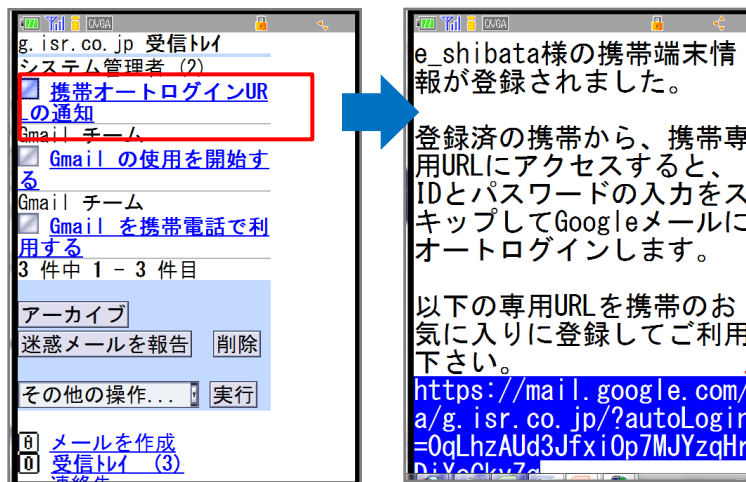 QVGA
g.isr.co.jp 受信トレイ
システム管理者 (2)
携帯オートログインUR
Lの通知
Gmail チーム
Gmail の使用を開始す
る
Gmail チーム
Gmail を携帯電話で利
用する
3 件中 1 - 3 件目
アーカイブ
迷惑メールを報告 削除
その他の操作... 実行
0 メールを作成
0 受信トレイ (3)
連絡先
QVGA
e_shibata様の携帯端末情
報が登録されました。
登録済の携帯から、携帯専
用URLにアクセスすると、
IDとパスワードの入力をス
キップしてGoogleメールに
オートログインします。
以下の専用URLを携帯のお
気に入りに登録してご利用
下さい。
https://mail.google.com/
a/g.isr.co.jp/?autoLogin
=0qLhzAUd3JfxiOp7MJYzqHr